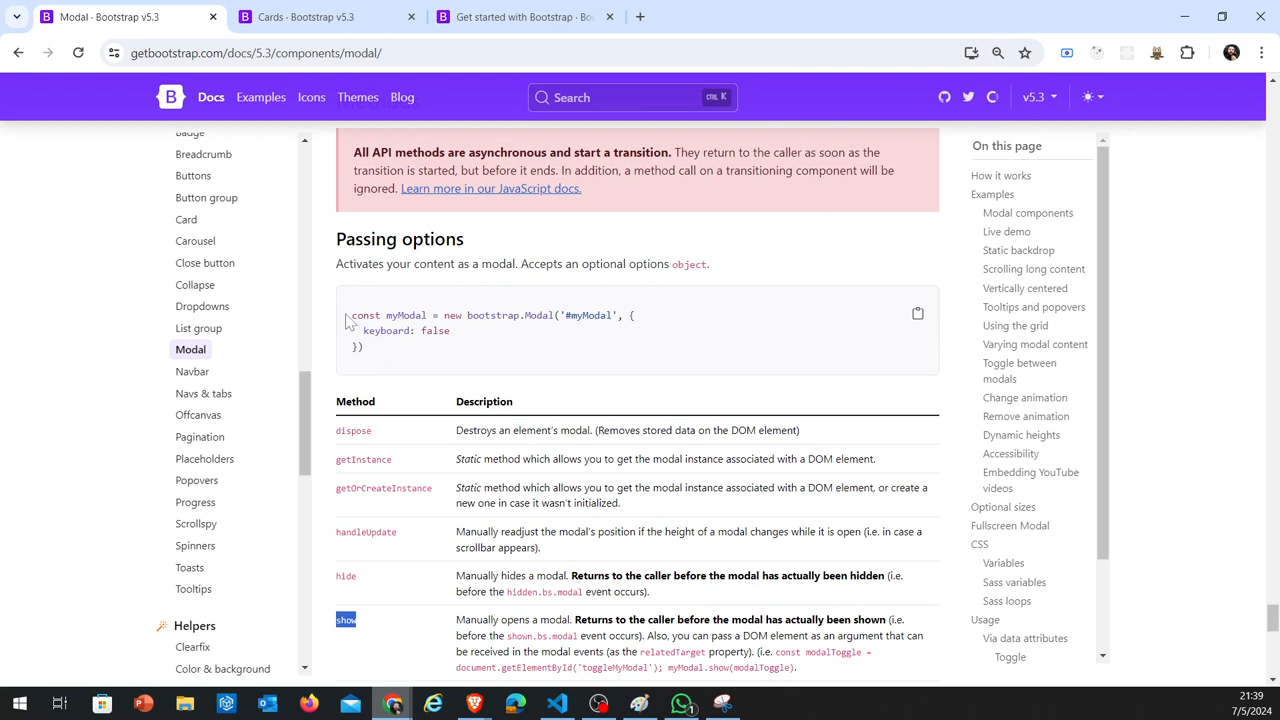 Modal · Bootstrap v5.3
Cards · Bootstrap v5.3
Get started with Bootstrap · Boo
getbootstrap.com/docs/5.3/components/modal/
B Docs Examples Icons Themes Blog
Search
CTRL K
v5.3
Badge
Breadcrumb
Buttons
Button group
Card
Carousel
Close button
Collapse
Dropdowns
List group
Modal
Navbar
Navs & tabs
Offcanvas
Pagination
Placeholders
Popovers
Progress
Scrollspy
Spinners
Toasts
Tooltips
Helpers
Clearfix
Color & background
All API methods are asynchronous and start a transition. They return to the caller as soon as the
transition is started, but before it ends. In addition, a method call on a transitioning component will be
ignored. Learn more in our JavaScript docs.
Passing options
Activates your content as a modal. Accepts an optional options object.
const myModal = new bootstrap.Modal('#myModal', {
keyboard: false
})
Method Description
dispose Destroys an element's modal. (Removes stored data on the DOM element)
getInstance Static method which allows you to get the modal instance associated with a DOM element.
getOrCreateInstance Static method which allows you to get the modal instance associated with a DOM element, or create a
new one in case it wasn't initialized.
handleUpdate Manually readjust the modal's position if the height of a modal changes while it is open (i.e. in case a
scrollbar appears).
hide Manually hides a modal. Returns to the caller before the modal has actually been hidden (i.e.
before the hidden.bs.modal event occurs).
show Manually opens a modal. Returns to the caller before the modal has actually been shown (i.e.
before the shown.bs.modal event occurs). Also, you can pass a DOM element as an argument that can
be received in the modal events (as the relatedTarget property). (i.e. const modalToggle =
document.getElementById('toggleMyModal'); myModal.show(modalToggle).
On this page
How it works
Examples
Modal components
Live demo
Static backdrop
Scrolling long content
Vertically centered
Tooltips and popovers
Using the grid
Varying modal content
Toggle between
modals
Change animation
Remove animation
Dynamic heights
Accessibility
Embedding YouTube
videos
Optional sizes
Fullscreen Modal
CSS
Variables
Sass variables
Sass loops
Usage
Via data attributes
Toggle
21:39
7/5/2024